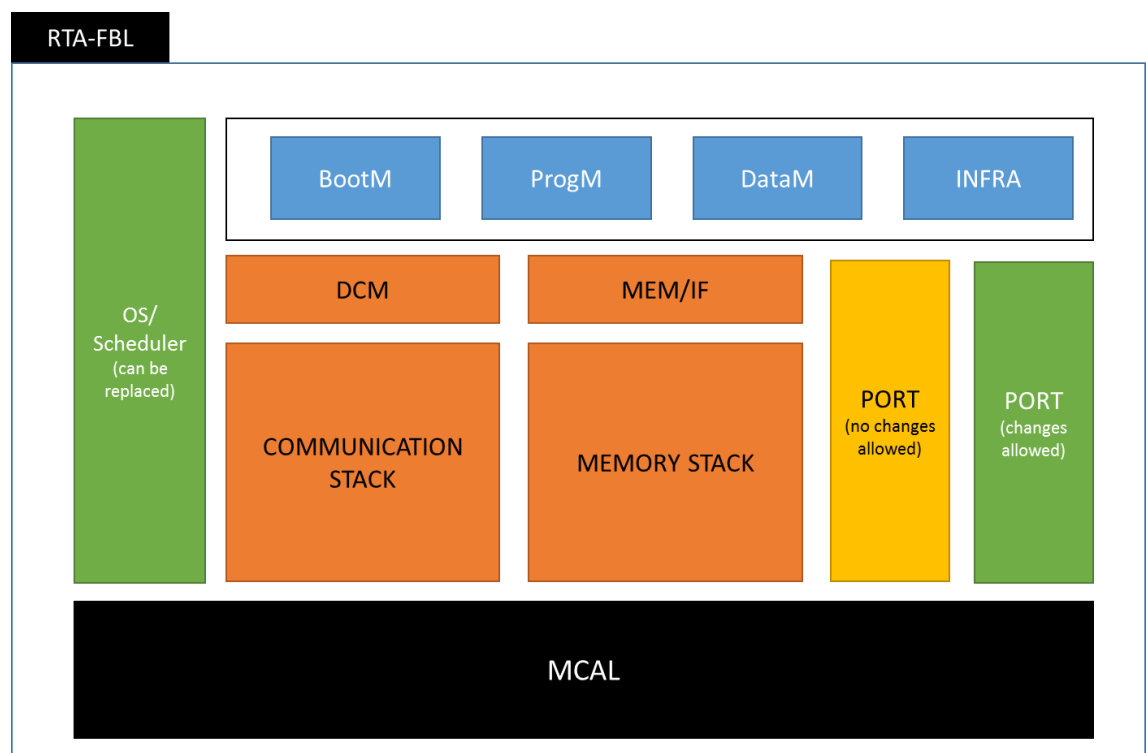 RTA-FBL
BootM
ProgM
DataM
INFRA
OS/
Scheduler
(can be
replaced)
DCM
MEM/IF
COMMUNICATION
STACK
MEMORY STACK
PORT
(no changes
allowed)
PORT
(changes
allowed)
MCAL